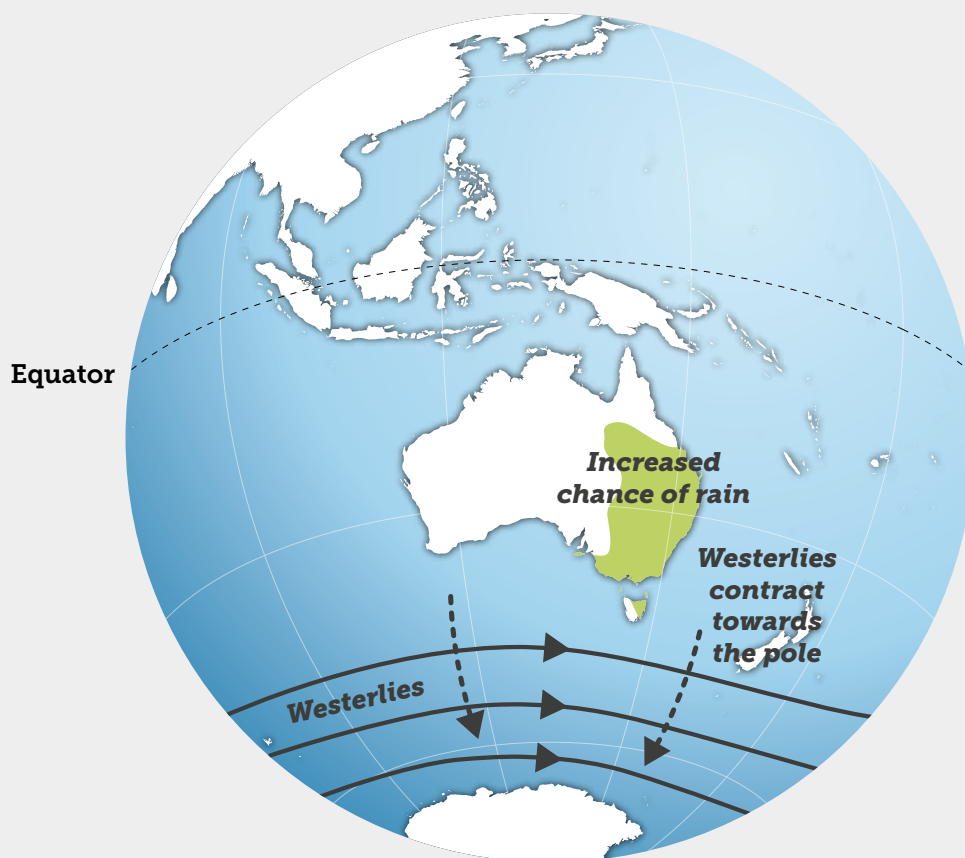 Equator
Increased
chance of rain
Westerlies
contract
towards
the pole
Westerlies